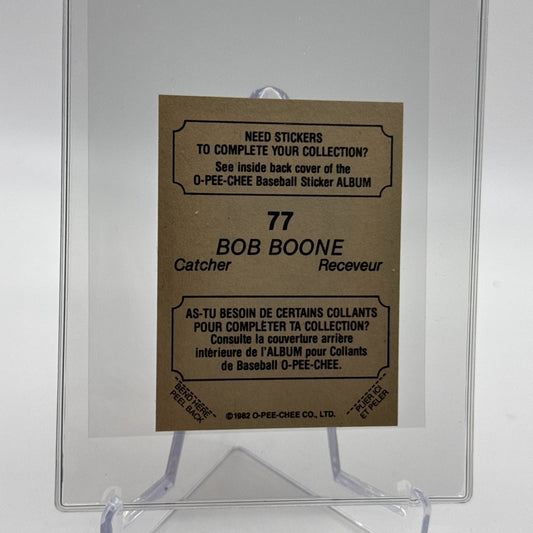 NEED STICKERS
TO COMPLETE YOUR COLLECTION?
See inside back cover of the
O-PEE-CHEE Baseball Sticker ALBUM
77
BOB BOONE
Catcher Receveur
AS-TU BESOIN DE CERTAINS COLLANTS
POUR COMPLÉTER TA COLLECTION?
Consulte la couverture arrière
intérieure de l'ALBUM pour Collants
de Baseball O-PEE-CHEE.
BEND HERE
PEEL BACK
©1982 O-PEE-CHEE CO., LTD.
PLIER ICI
ET PELER